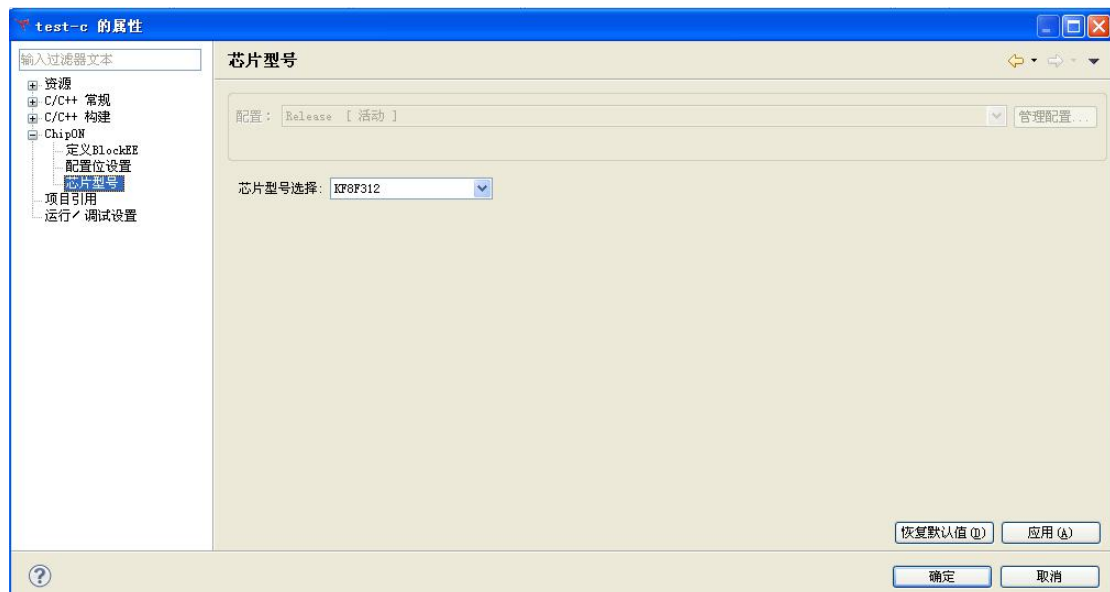 test-c 的属性
输入过滤器文本
芯片型号
资源
C/C++ 常规
C/C++ 构建
ChipON
定义BlockEE
配置位设置
芯片型号
项目引用
运行/调试设置
配置： Release [ 活动 ] 管理配置...
芯片型号选择: KF8F312
恢复默认值(D) 应用(A)
确定 取消